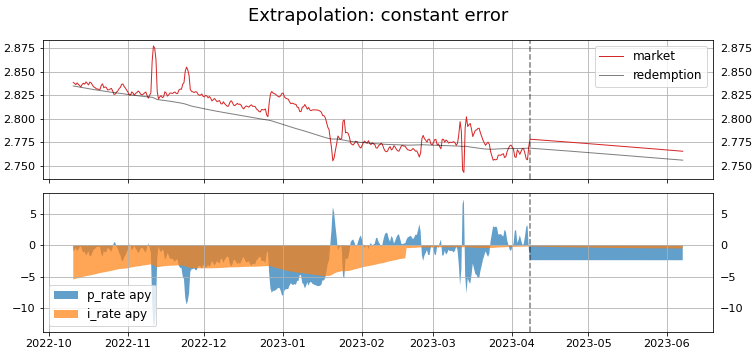 Extrapolation: constant error
2.875 2.875
market
2.850 2.850
redemption
2.825 2.825
2.800 2.800
2.775 2.775
2.750 2.750
5 5
0 0
−5 −5
p_rate apy
−10 −10
i_rate apy
2022-10 2022-11 2022-12 2023-01 2023-02 2023-03 2023-04 2023-05 2023-06